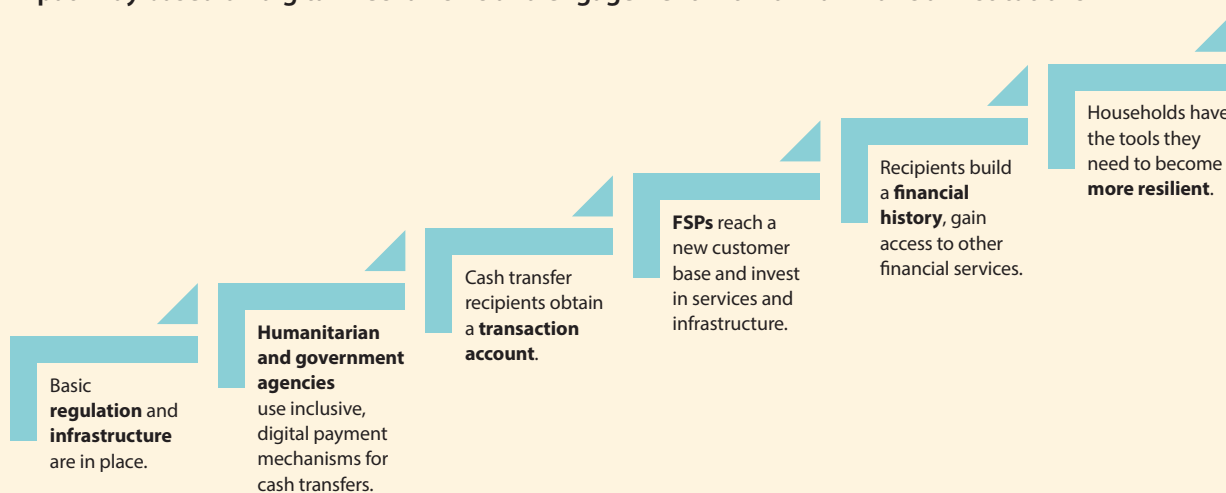 Basic
regulation and
infrastructure
are in place.
Humanitarian
and government
agencies
use inclusive,
digital payment
mechanisms for
cash transfers.
Cash transfer
recipients obtain
a transaction
account.
FSPs reach a
new customer
base and invest
in services and
infrastructure.
Recipients build
a financial
history, gain
access to other
financial services.
Households have
the tools they
need to become
more resilient.